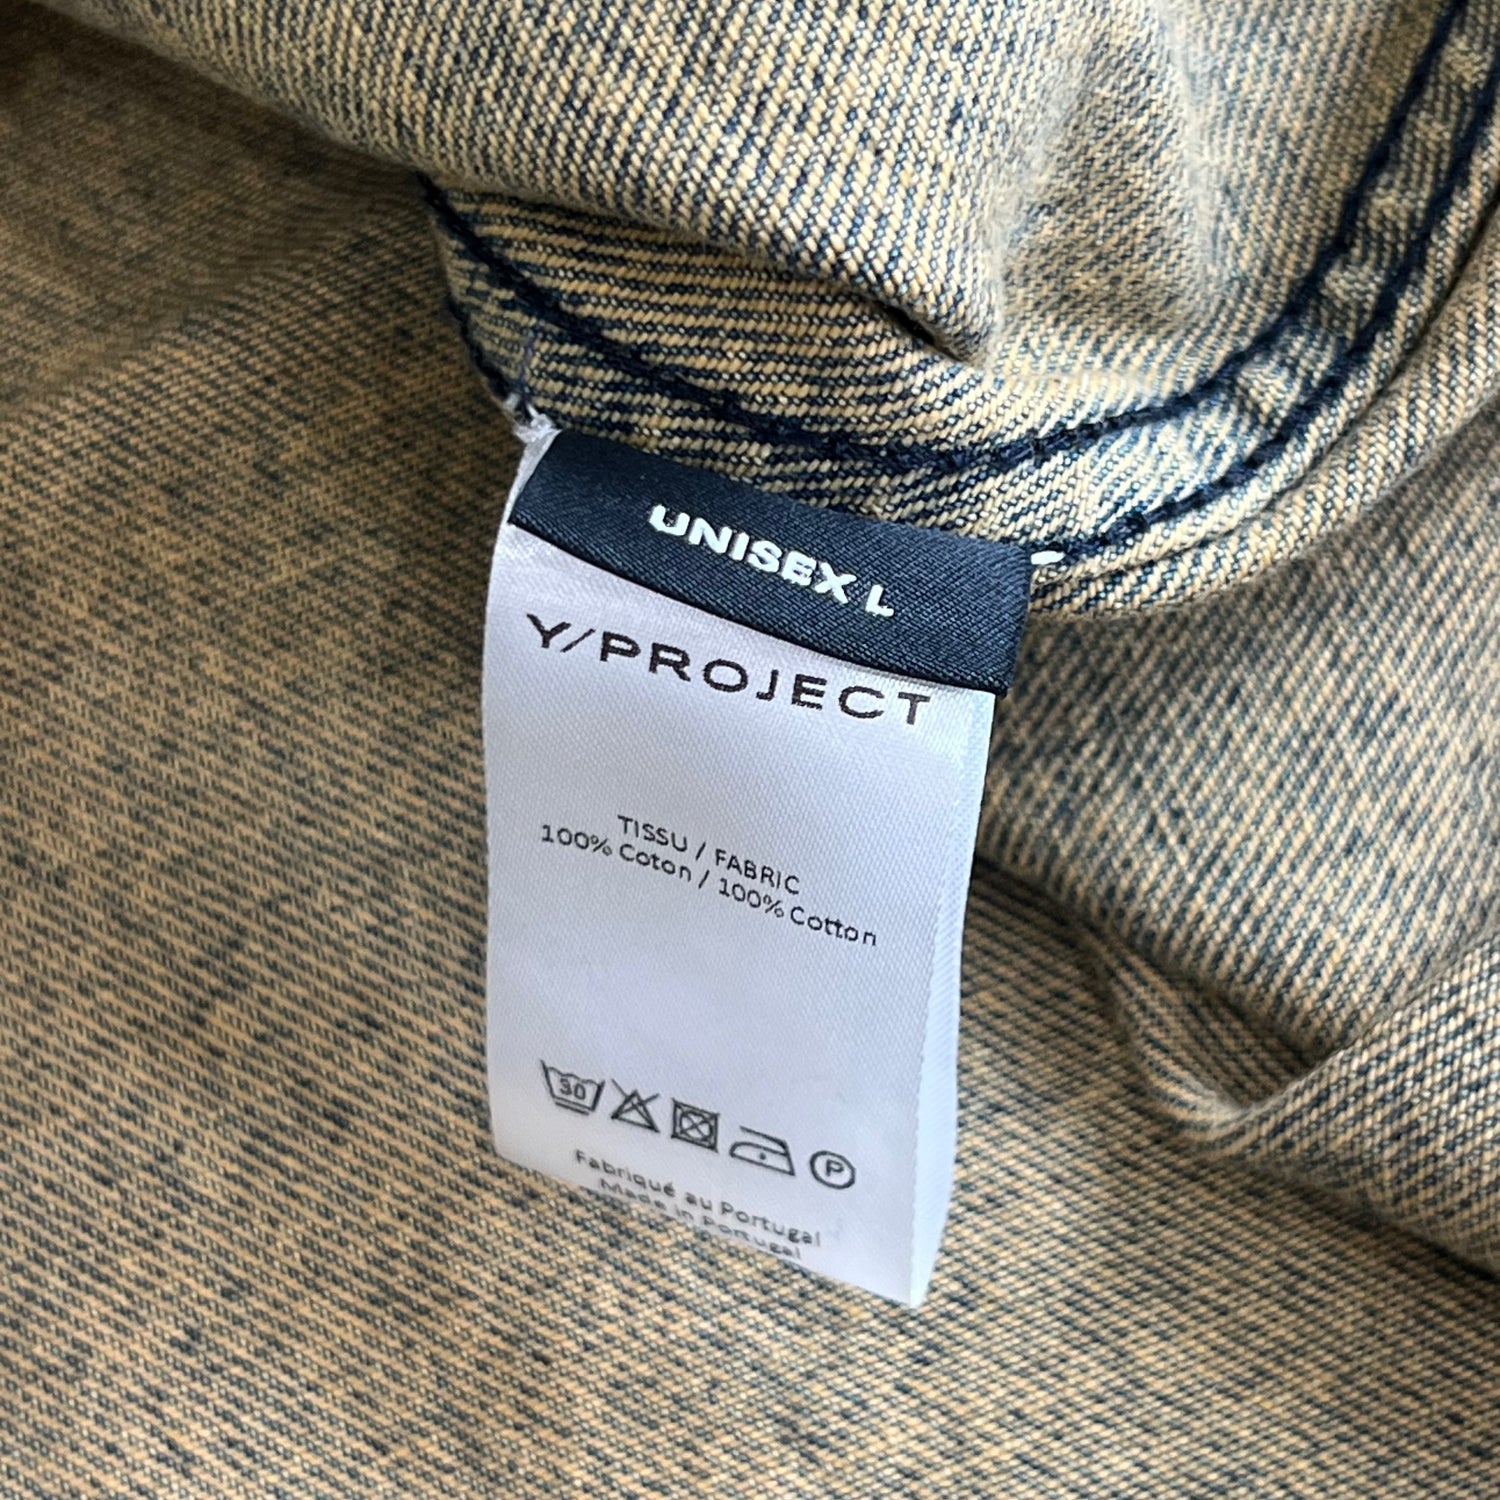 UNISEX L
Y/PROJECT
TISSU / FABRIC
100% Coton / 100% Cotton
30
P
Fabriqué au Portugal
Made in Portugal